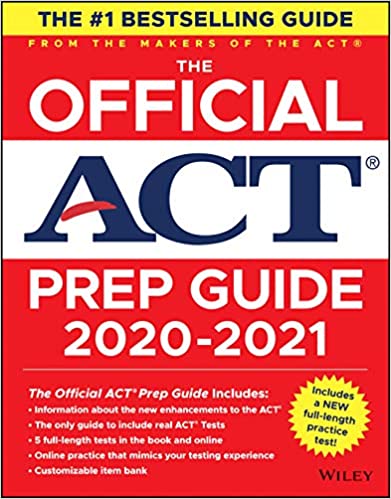 THE #1 BESTSELLING GUIDE
FROM THE MAKERS OF THE ACT®
THE
OFFICIAL
ACT®
PREP GUIDE
2020-2021
The Official ACT® Prep Guide Includes:
• Information about the new enhancements to the ACT®
• The only guide to include real ACT® Tests
• 5 full-length tests in the book and online
• Online practice that mimics your testing experience
• Customizable item bank
Includes
a NEW
full-length
practice
test!
WILEY